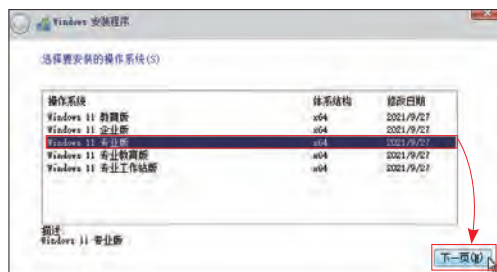 Windows 安装程序
选择要安装的操作系统(S)
操作系统 体系结构 修改日期
Windows 11 教育版 x64 2021/9/27
Windows 11 企业版 x64 2021/9/27
Windows 11 专业版 x64 2021/9/27
Windows 11 专业教育版 x64 2021/9/27
Windows 11 专业工作站版 x64 2021/9/27
描述:
Windows 11 专业版
下一页(N)